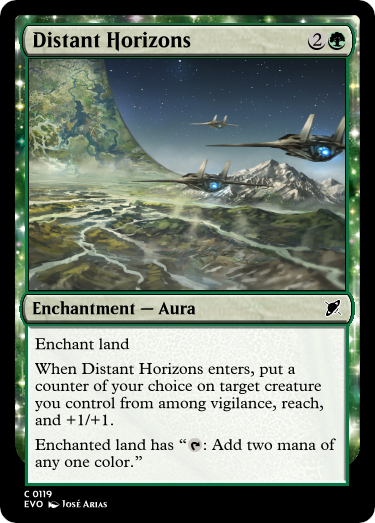 Distant Horizons 2
Enchantment — Aura
Enchant land
When Distant Horizons enters, put a
counter of your choice on target creature
you control from among vigilance, reach,
and +1/+1.
Enchanted land has “: Add two mana of
any one color.”
C 0119
EVO José Arias